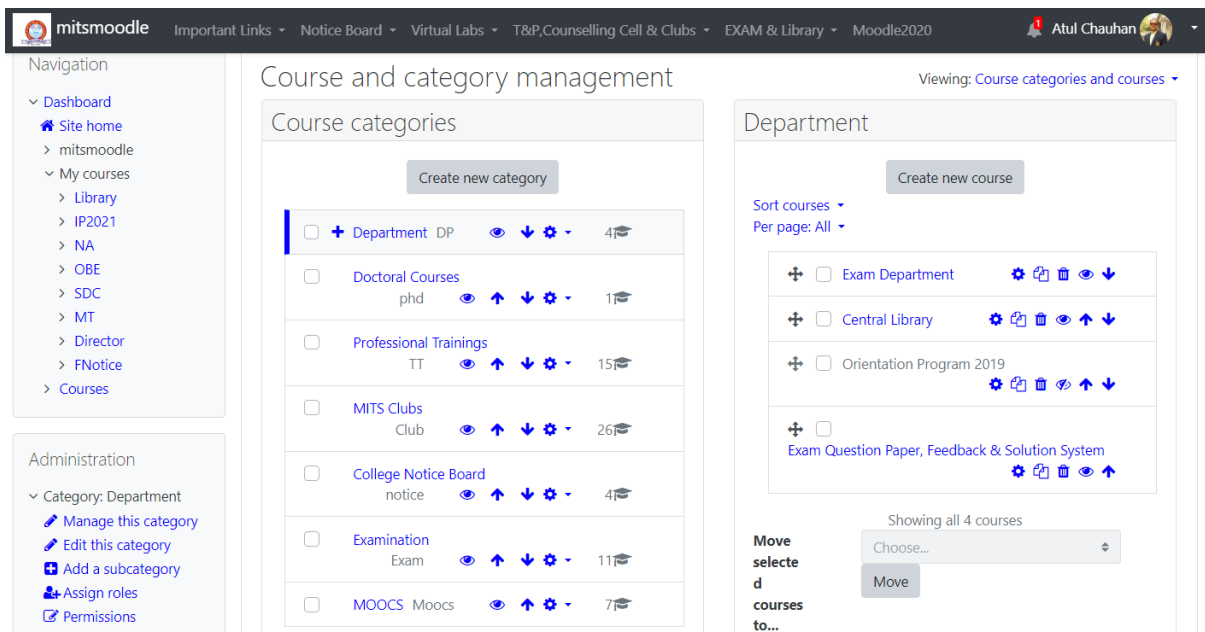 mitsmoodle Important Links Notice Board Virtual Labs T&P,Counselling Cell & Clubs EXAM & Library Moodle2020 1 Atul Chauhan
Navigation
Dashboard
Site home
mitsmoodle
My courses
Library
IP2021
NA
OBE
SDC
MT
Director
FNotice
Courses
Administration
Category: Department
Manage this category
Edit this category
Add a subcategory
Assign roles
Permissions
Course and category management
Viewing: Course categories and courses
Course categories
Create new category
Department DP 4
Doctoral Courses
phd 1
Professional Trainings
TT 15
MITS Clubs
Club 26
College Notice Board
notice 4
Examination
Exam 11
MOOCS Moocs 7
Department
Create new course
Sort courses
Per page: All
Exam Department
Central Library
Orientation Program 2019
Exam Question Paper, Feedback & Solution System
Showing all 4 courses
Move
selecte
d
courses
to...
Choose...
Move